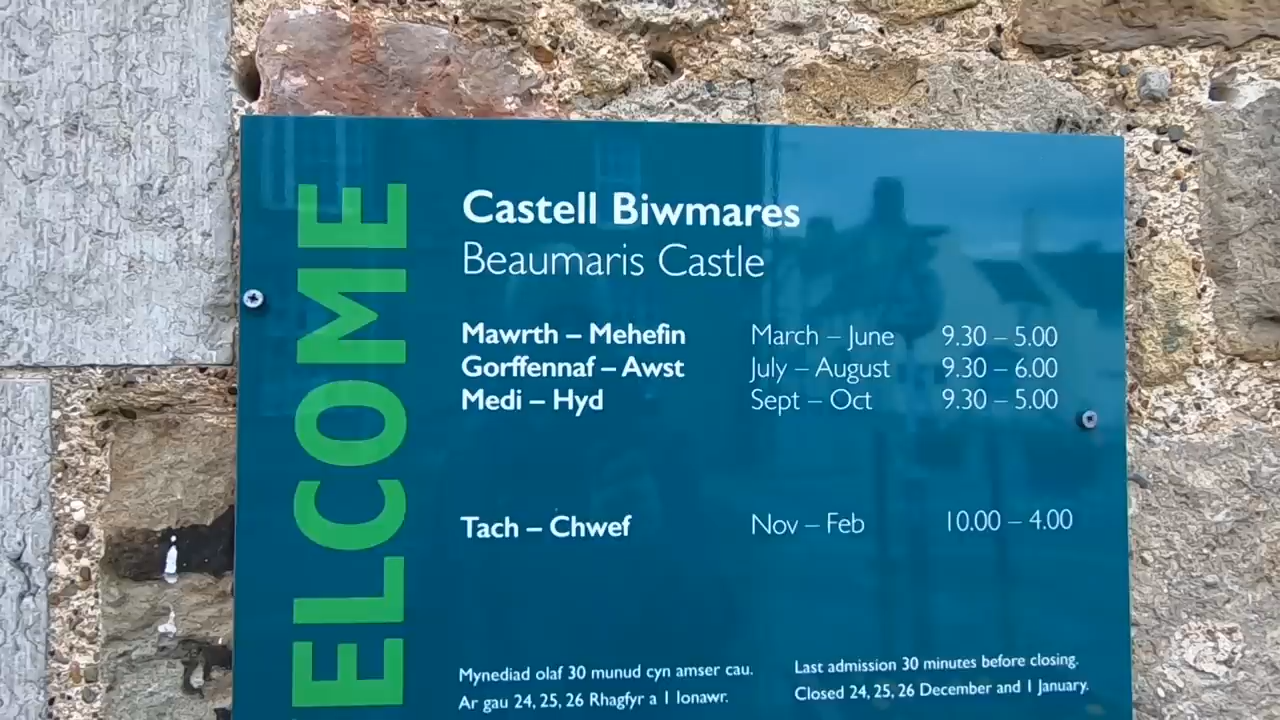 ELCOME
Castell Biwmares
Beaumaris Castle
Mawrth – Mehefin March – June 9.30 – 5.00
Gorffennaf – Awst July – August 9.30 – 6.00
Medi – Hyd Sept – Oct 9.30 – 5.00
Tach – Chwef Nov – Feb 10.00 – 4.00
Mynediad olaf 30 munud cyn amser cau.
Ar gau 24, 25, 26 Rhagfyr a 1 Ionawr.
Last admission 30 minutes before closing.
Closed 24, 25, 26 December and 1 January.